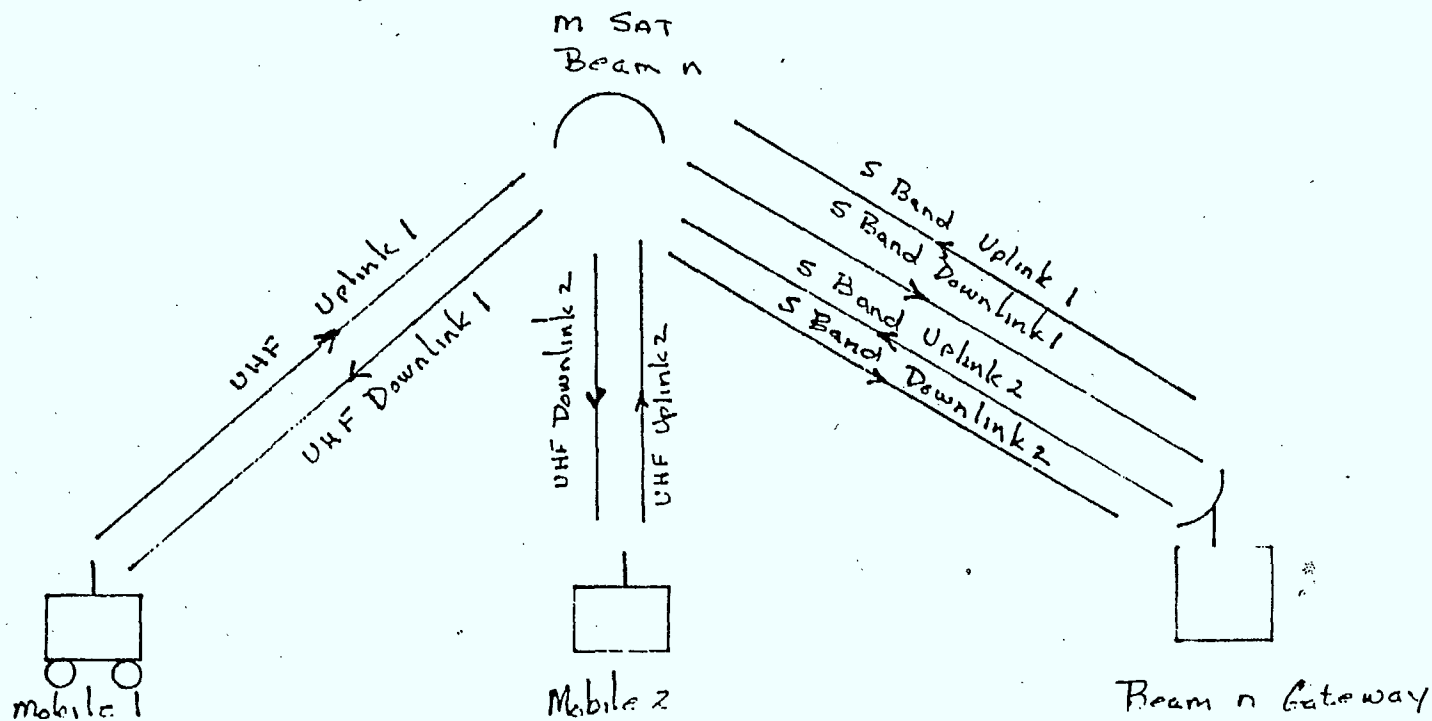 m SAT
Beam n
UHF Uplink 1
UHF Downlink 1
UHF Downlink 2
UHF Uplink 2
S Band Uplink 1
S Band Downlink 1
S Band Uplink 2
S Band Downlink 2
Mobile 1
Mobile 2
Beam n Gateway